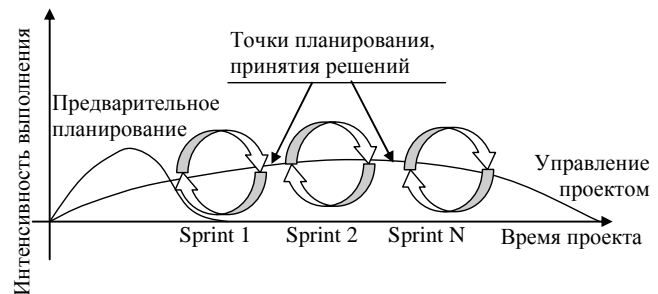 Точки планирования,
принятия решений
Предварительное
планирование
Интенсивность выполнения
Управление
проектом
Sprint 1
Sprint 2
Sprint N
Время проекта